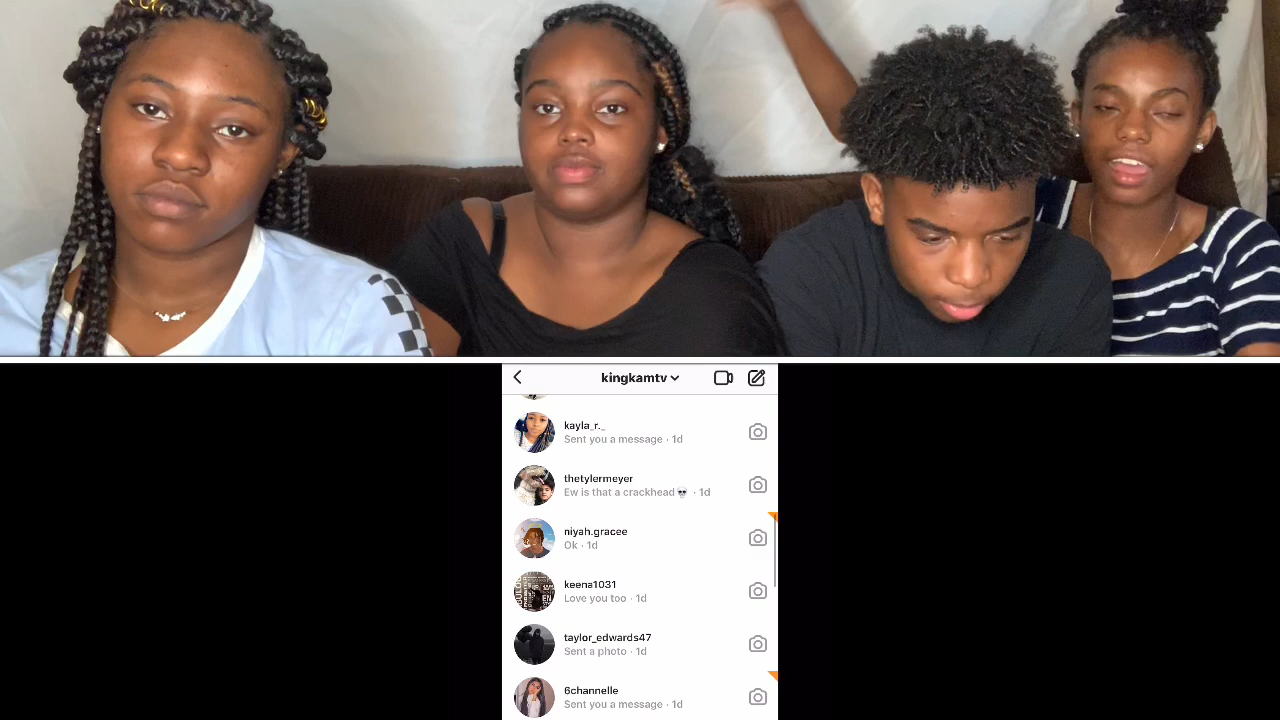 kingkamtv
kayla_r._
Sent you a message · 1d
thetylermeyer
Ew is that a crackhead💀 · 1d
niyah.gracee
Ok · 1d
keena1031
Love you too · 1d
taylor_edwards47
Sent a photo · 1d
6channelle
Sent you a message · 1d